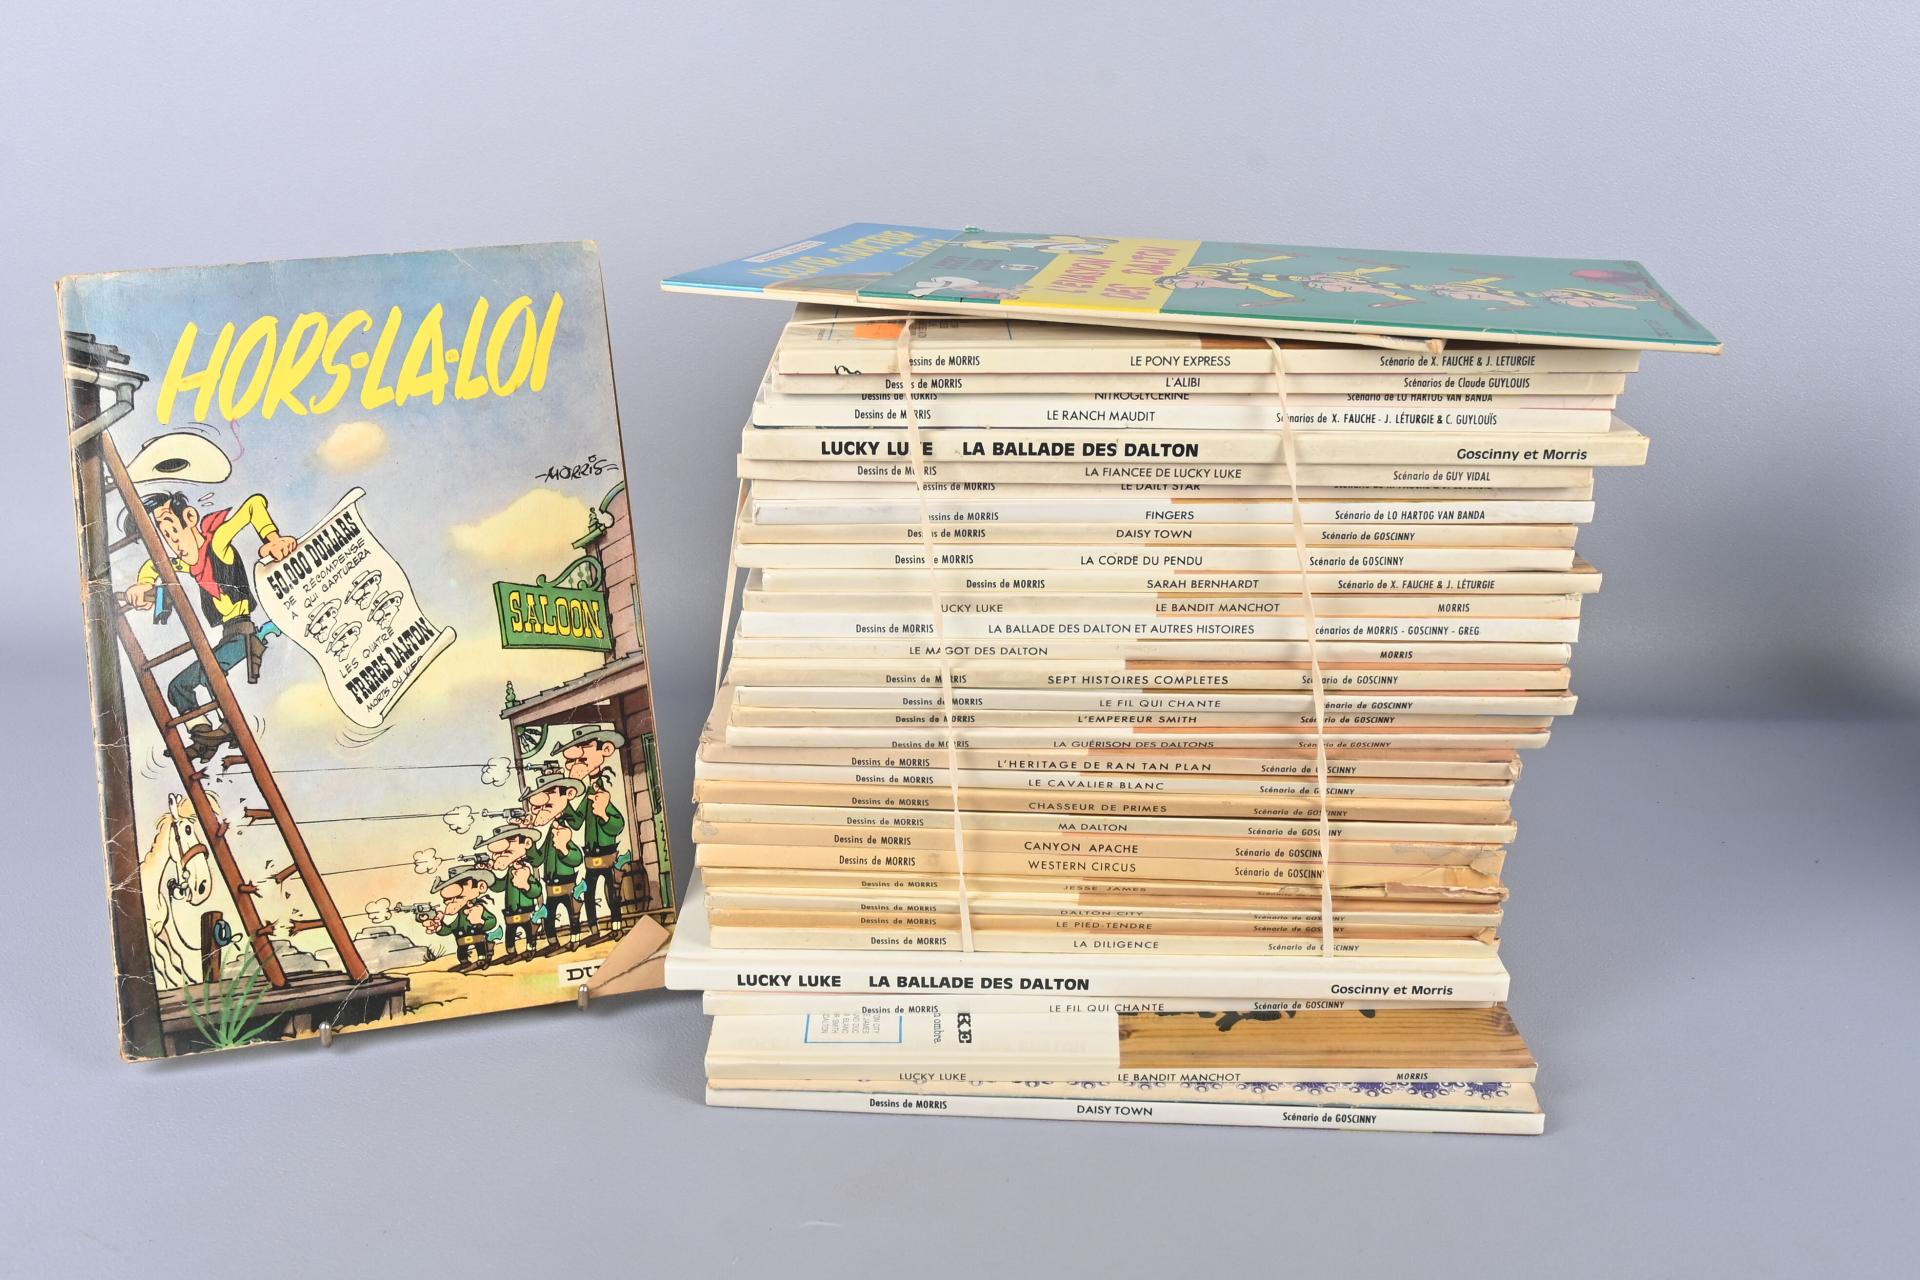 HORS-LA-LOI
MORRIS
50.000 DOLLARS
DE RÉCOMPENSE
A QUI CAPTURERA
LES QUATRE
FRERES DALTON
MORTS OU VIFS
SALOON
DU
L'EVASION
DES DALTON
Dessins de MORRIS LE PONY EXPRESS Scénario de X. FAUCHE & J. LETURGIE
Dessins de MORRIS L'ALIBI Scénarios de Claude GUYLOUIS
Dessins de MORRIS NITROGLYCERINE Scénario de LO HARTOG VAN BANDA
Dessins de MORRIS LE RANCH MAUDIT Scénarios de X. FAUCHE - J. LÉTURGIE & C. GUYLOUÏS
LUCKY LUKE LA BALLADE DES DALTON Goscinny et Morris
Dessins de MORRIS LA FIANCEE DE LUCKY LUKE Scénario de GUY VIDAL
Dessins de MORRIS LE DAILY STAR
Dessins de MORRIS FINGERS Scénario de LO HARTOG VAN BANDA
Dessins de MORRIS DAISY TOWN Scénario de GOSCINNY
Dessins de MORRIS LA CORDE DU PENDU Scénario de GOSCINNY
Dessins de MORRIS SARAH BERNHARDT Scénario de X. FAUCHE & J. LÉTURGIE
LUCKY LUKE LE BANDIT MANCHOT MORRIS
Dessins de MORRIS LA BALLADE DES DALTON ET AUTRES HISTOIRES Scénarios de MORRIS - GOSCINNY - GREG
LE MAGOT DES DALTON MORRIS
Dessins de MORRIS SEPT HISTOIRES COMPLETES Scénario de GOSCINNY
Dessins de MORRIS LE FIL QUI CHANTE Scénario de GOSCINNY
Dessins de MORRIS L'EMPEREUR SMITH Scénario de GOSCINNY
Dessins de MORRIS LA GUÉRISON DES DALTONS Scénario de GOSCINNY
Dessins de MORRIS L'HERITAGE DE RAN TAN PLAN Scénario de GOSCINNY
Dessins de MORRIS LE CAVALIER BLANC Scénario de GOSCINNY
Dessins de MORRIS CHASSEUR DE PRIMES Scénario de GOSCINNY
Dessins de MORRIS MA DALTON Scénario de GOSCINNY
Dessins de MORRIS CANYON APACHE Scénario de GOSCINNY
Dessins de MORRIS WESTERN CIRCUS Scénario de GOSCINNY
Dessins de MORRIS JESSE JAMES
Dessins de MORRIS DALTON CITY Scénario de GOSCINNY
Dessins de MORRIS LE PIED-TENDRE Scénario de GOSCINNY
Dessins de MORRIS LA DILIGENCE Scénario de GOSCINNY
LUCKY LUKE LA BALLADE DES DALTON Goscinny et Morris
Dessins de MORRIS LE FIL QUI CHANTE Scénario de GOSCINNY
LUCKY LUKE LE BANDIT MANCHOT MORRIS
Dessins de MORRIS DAISY TOWN Scénario de GOSCINNY